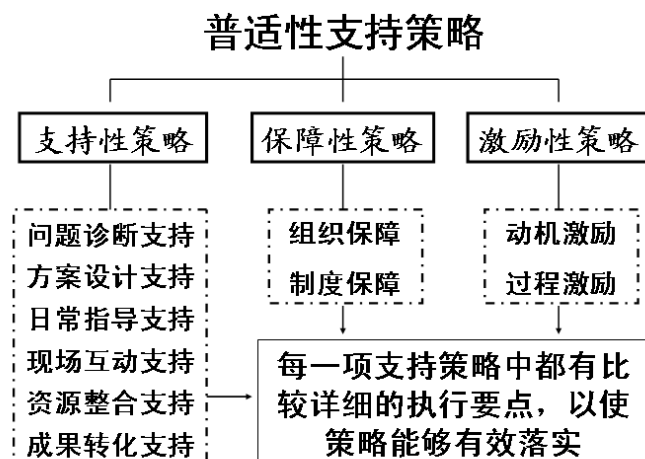 普适性支持策略
支持性策略
保障性策略
激励性策略
问题诊断支持
方案设计支持
日常指导支持
现场互动支持
资源整合支持
成果转化支持
组织保障
制度保障
动机激励
过程激励
每一项支持策略中都有比
较详细的执行要点，以使
策略能够有效落实